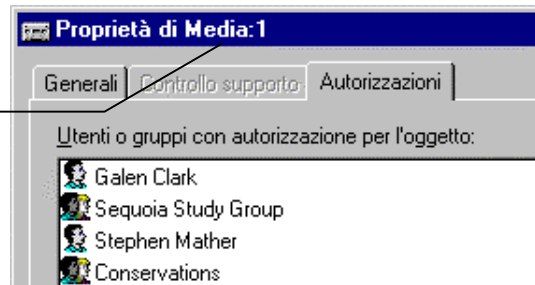 Proprietà di Media:1
Generali Controllo supporto Autorizzazioni
Utenti o gruppi con autorizzazione per l'oggetto:
Galen Clark
Sequoia Study Group
Stephen Mather
Conservations